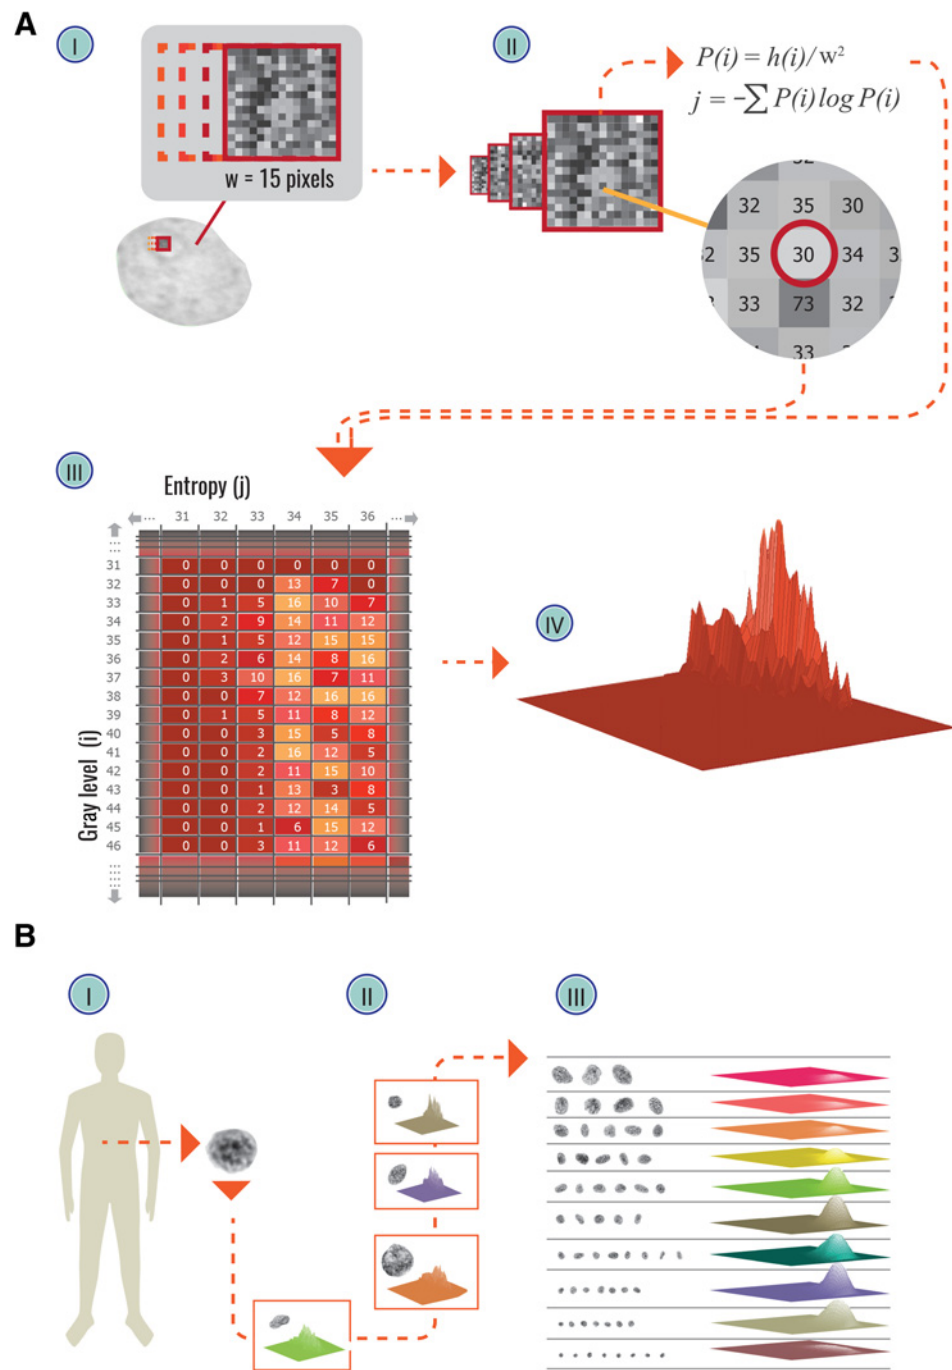 A
I
w = 15 pixels
II
P(i) = h(i)/w²
j = -∑ P(i) log P(i)
32 35 30
35 30 34
33 73 32
33
III
Entropy (j)
... 31 32 33 34 35 36 ...
Gray level (i)
31 0 0 0 0 0 0
32 0 0 0 13 7 0
33 0 1 5 16 10 7
34 0 2 9 14 11 12
35 0 1 5 12 15 15
36 0 2 6 14 8 16
37 0 3 10 16 7 11
38 0 0 7 12 16 16
39 0 1 5 11 8 12
40 0 0 3 15 5 8
41 0 0 2 16 12 5
42 0 0 2 11 15 10
43 0 0 1 13 3 8
44 0 0 2 12 14 5
45 0 0 1 6 15 12
46 0 0 3 11 12 6
IV
B
I
II
III